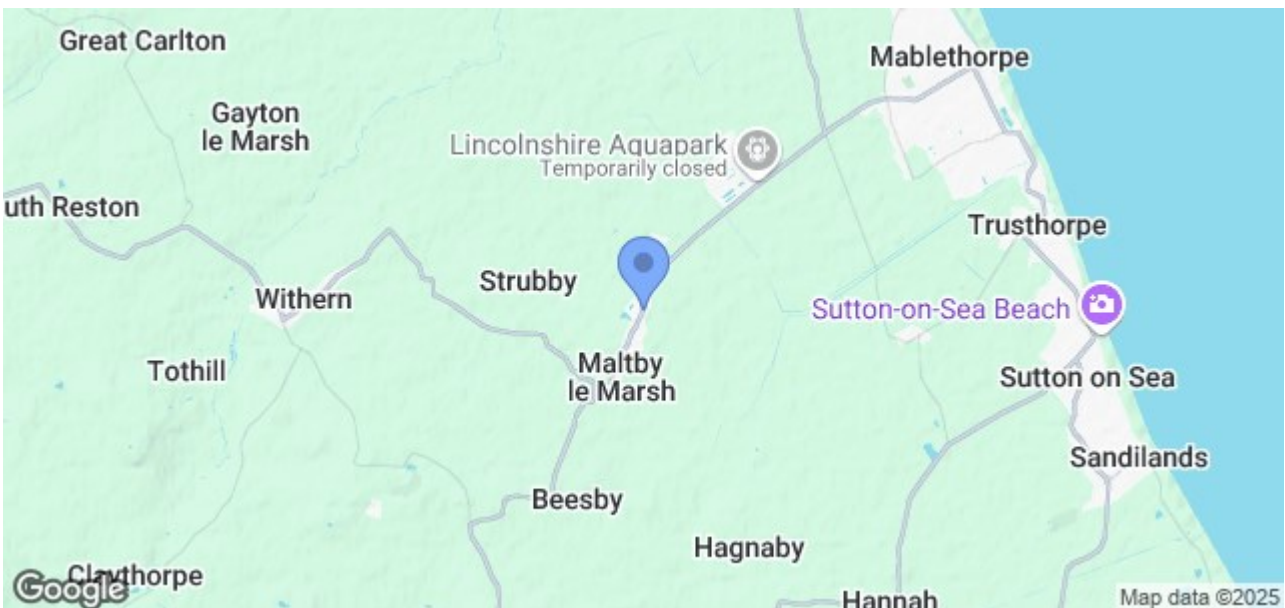 Great Carlton
Mablethorpe
Gayton
le Marsh
Lincolnshire Aquapark
Temporarily closed
uth Reston
Trusthorpe
Strubby
Withern
Sutton-on-Sea Beach
Maltby
le Marsh
Tothill
Sutton on Sea
Sandilands
Beesby
Hagnaby
Claythorpe
Google
Hannah
Map data ©2025